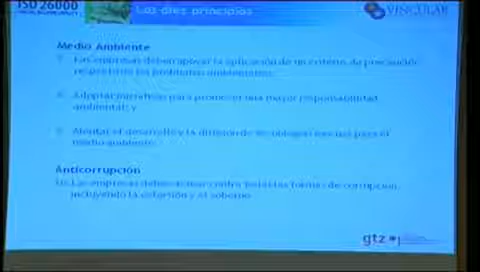 ISO 26000
Los diez principios
VINCULAR
Medio Ambiente
Las empresas deben apoyar la aplicación de un criterio de precaución
respecto de los problemas ambientales;
Adoptar iniciativas para promover una mayor responsabilidad
ambiental; y
Alentar el desarrollo y la difusión de tecnologías inocuas para el
medio ambiente.
Anticorrupción
10. Las empresas deben actuar contra todas las formas de corrupción,
incluyendo la extorsión y el soborno.
gtz